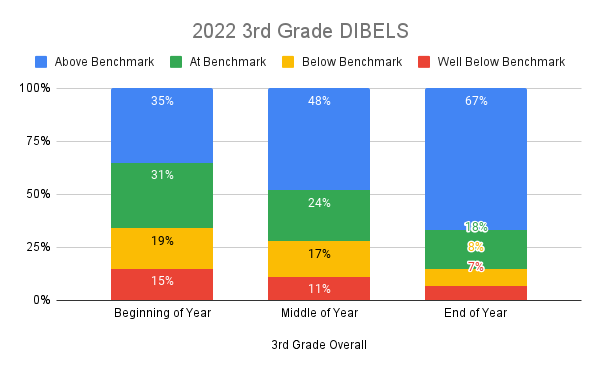 2022 3rd Grade DIBELS
Above Benchmark At Benchmark Below Benchmark Well Below Benchmark
100% 35% 48% 67%
75%
31%
50% 24%
18%
25% 19% 17% 8%
7%
15% 11%
0%
Beginning of Year Middle of Year End of Year
3rd Grade Overall